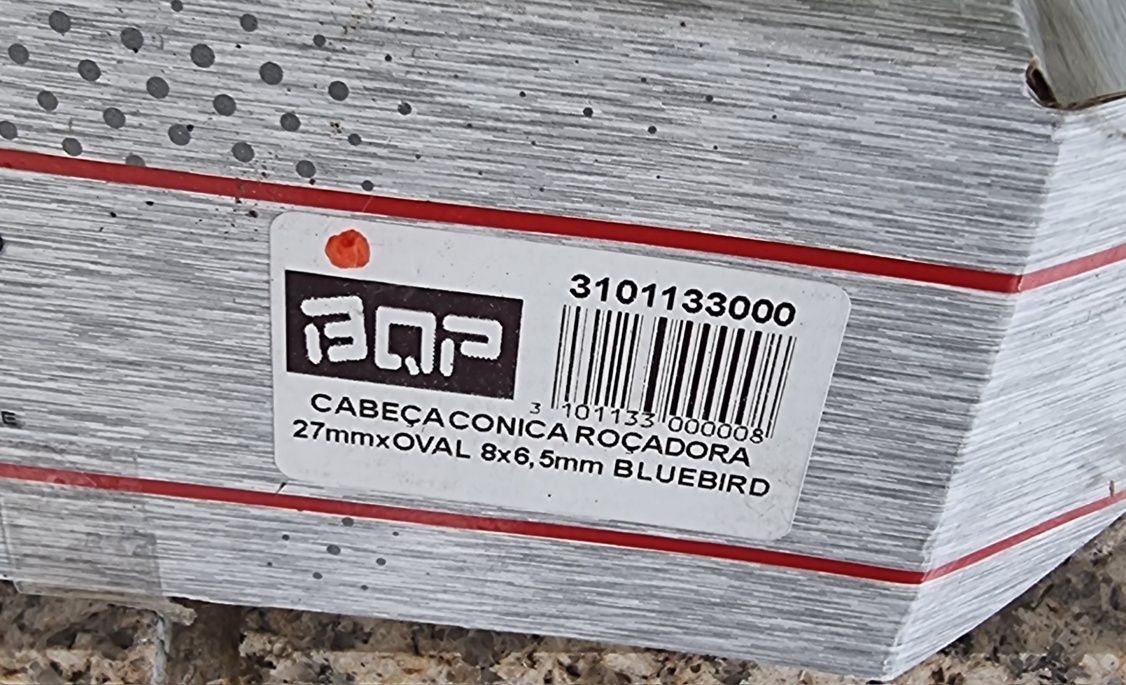 BQP
3101133000
3 101133 000008
CABEÇA CONICA ROÇADORA
27mmxOVAL 8x6,5mm BLUEBIRD
E